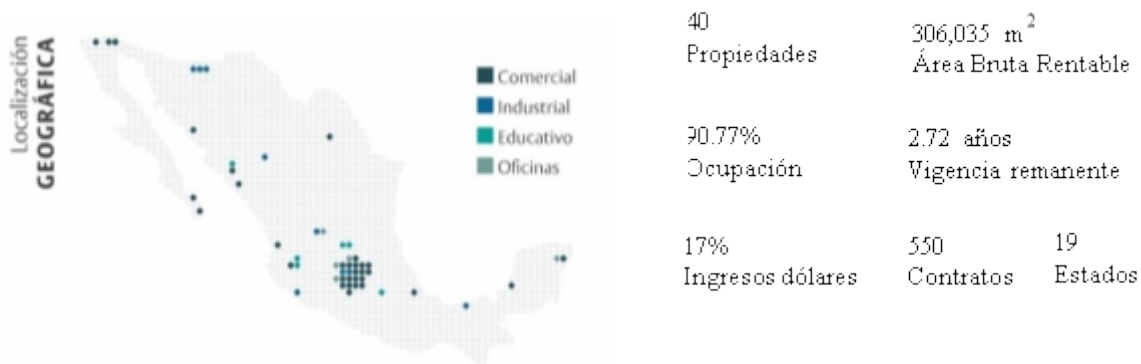 Localización
GEOGRÁFICA
Comercial
Industrial
Educativo
Oficinas
40
Propiedades
306,035 m²
Área Bruta Rentable
90.77%
Ocupación
2.72 años
Vigencia remanente
17%
Ingresos dólares
550
Contratos
19
Estados